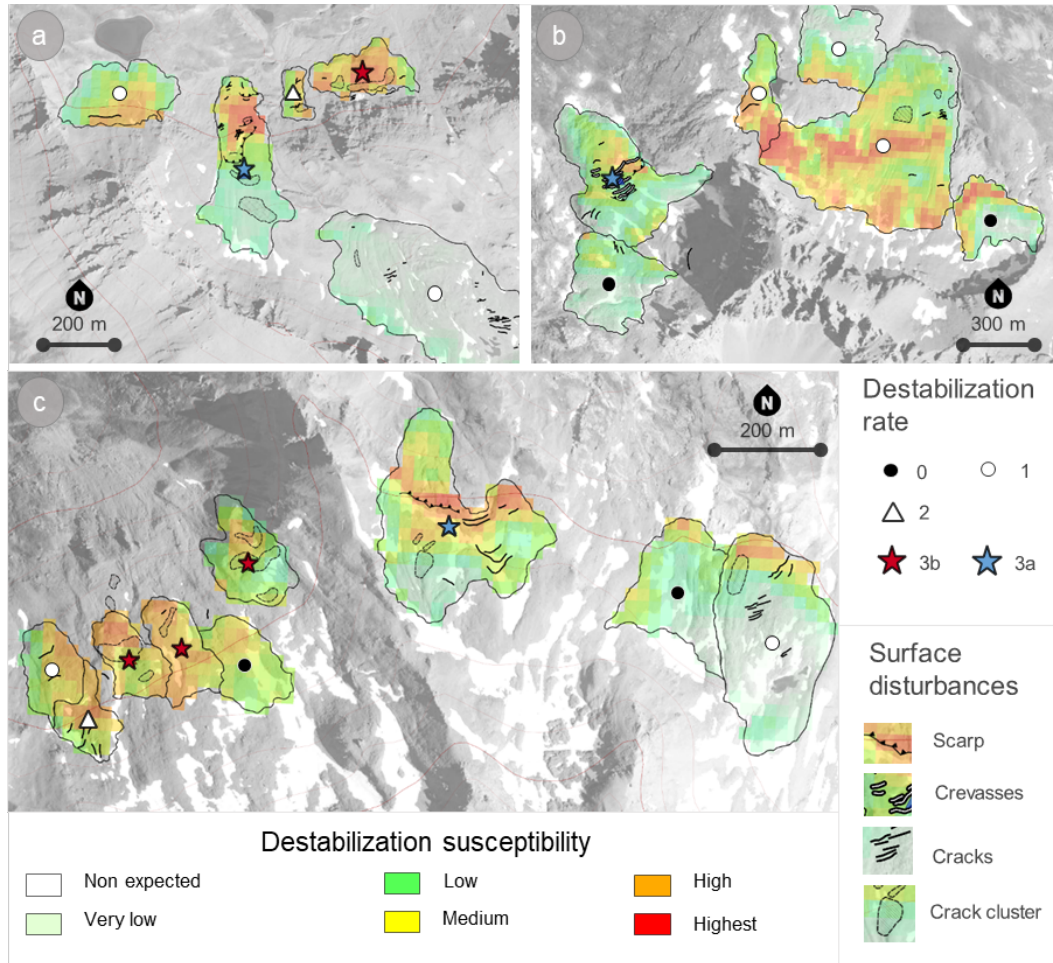 a
N
200 m
b
N
300 m
c
N
200 m
Destabilization
rate
0
1
2
3b
3a
Surface
disturbances
Scarp
Crevasses
Cracks
Crack cluster
Destabilization susceptibility
Non expected
Low
High
Very low
Medium
Highest